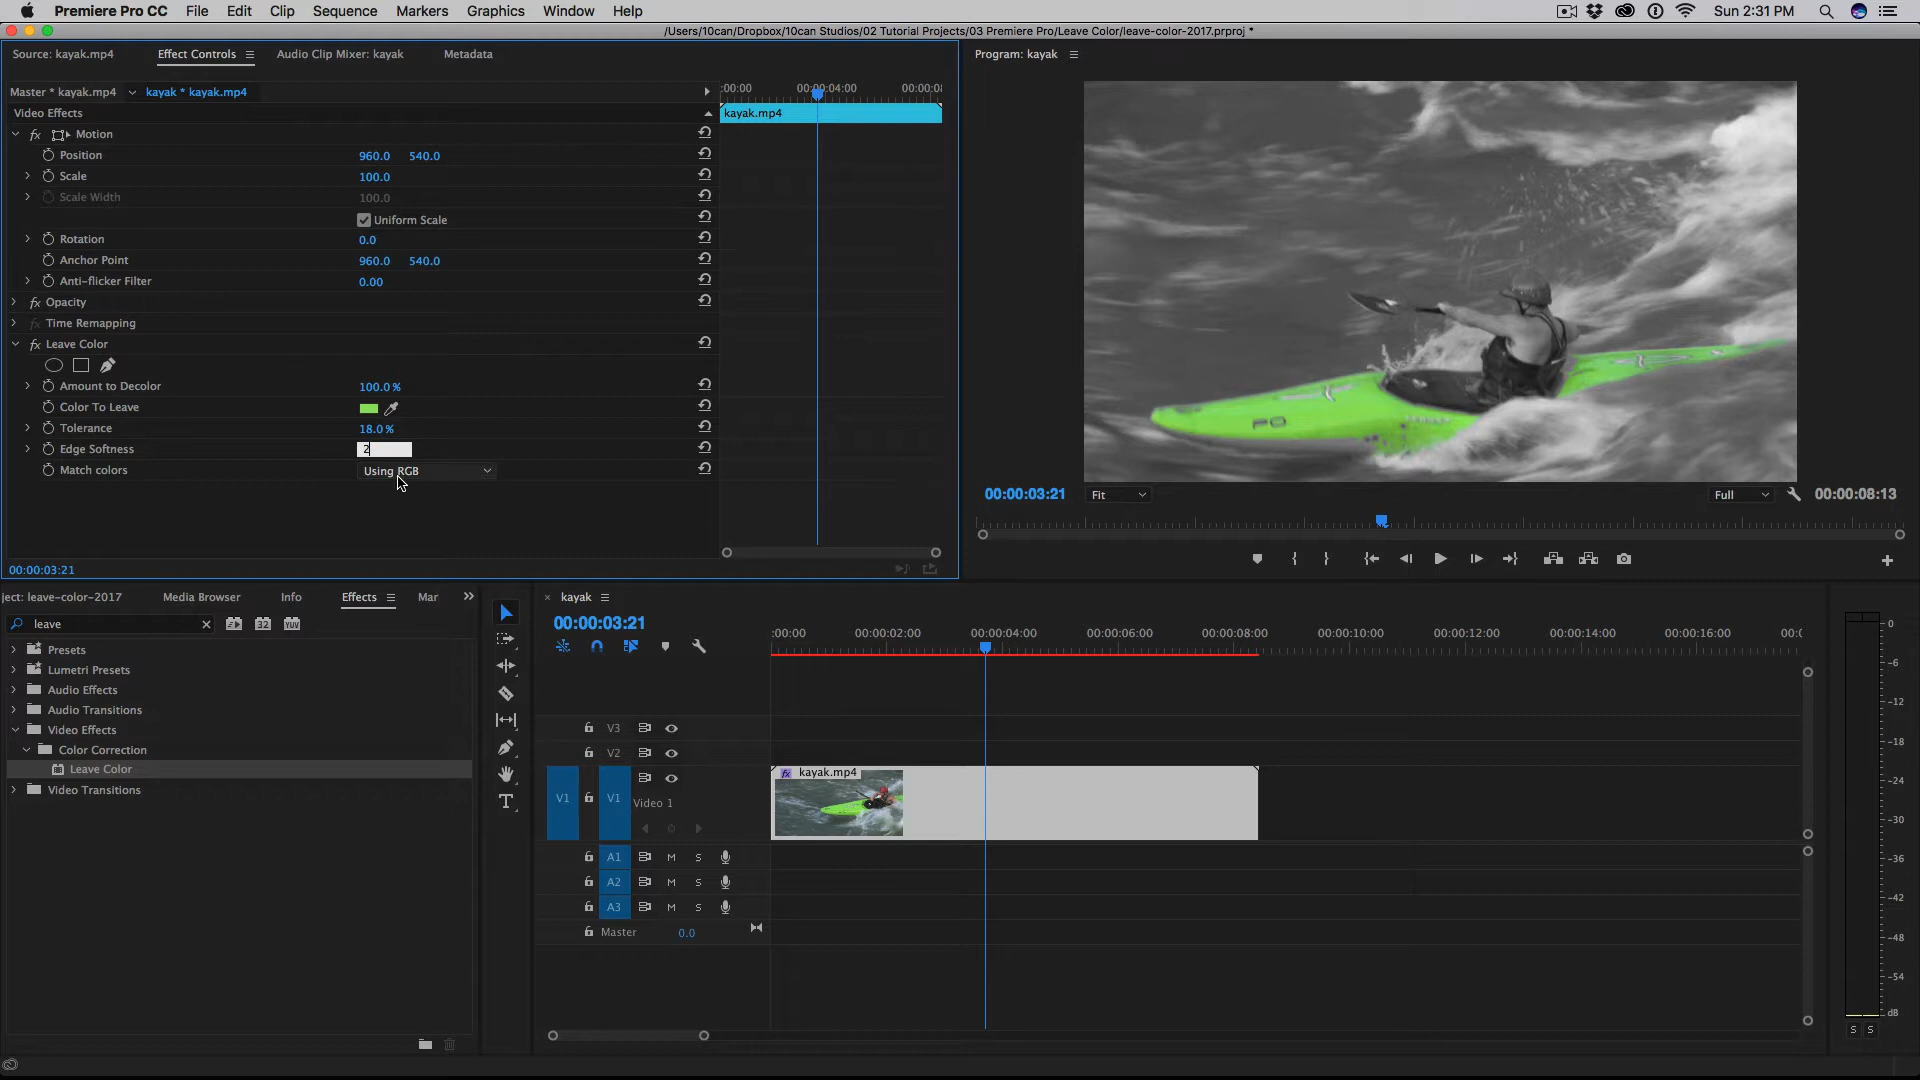 Premiere Pro CC File Edit Clip Sequence Markers Graphics Window Help Sun 2:31 PM
/Users/10can/Dropbox/10can Studios/02 Tutorial Projects/03 Premiere Pro/Leave Color/leave-color-2017.prproj *
Source: kayak.mp4 Effect Controls Audio Clip Mixer: kayak Metadata
Program: kayak
Master * kayak.mp4 kayak * kayak.mp4
:00:00 00:00:04:00 00:00:0
Video Effects
kayak.mp4
fx Motion
Position 960.0 540.0
Scale 100.0
Scale Width 100.0
Uniform Scale
Rotation 0.0
Anchor Point 960.0 540.0
Anti-flicker Filter 0.00
fx Opacity
fx Time Remapping
fx Leave Color
Amount to Decolor 100.0 %
Color To Leave
Tolerance 18.0 %
Edge Softness 2
Match colors Using RGB
00:00:03:21
00:00:03:21 Fit Full 00:00:08:13
ject: leave-color-2017 Media Browser Info Effects Mar
leave 32 YUV
Presets
Lumetri Presets
Audio Effects
Audio Transitions
Video Effects
Color Correction
Leave Color
Video Transitions
kayak
00:00:03:21
:00:00 00:00:02:00 00:00:04:00 00:00:06:00 00:00:08:00 00:00:10:00 00:00:12:00 00:00:14:00 00:00:16:00 00:
V3
V2
V1 V1 Video 1
fx kayak.mp4
A1 M S
A2 M S
A3 M S
Master 0.0
0
-6
-12
-18
-24
-30
-36
-42
-48
-54
dB
S S